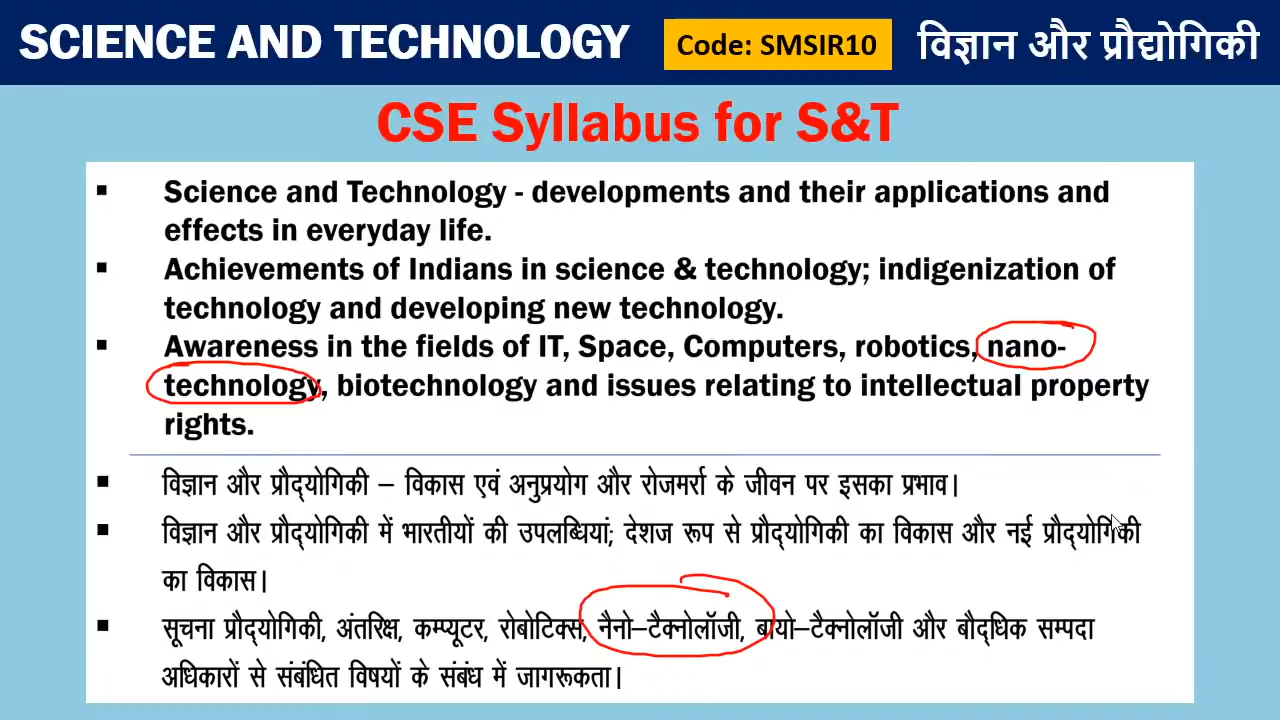 SCIENCE AND TECHNOLOGY Code: SMSIR10 विज्ञान और प्रौद्योगिकी
CSE Syllabus for S&T
▪ Science and Technology - developments and their applications and
effects in everyday life.
▪ Achievements of Indians in science & technology; indigenization of
technology and developing new technology.
▪ Awareness in the fields of IT, Space, Computers, robotics, nano-
technology, biotechnology and issues relating to intellectual property
rights.
▪ विज्ञान और प्रौद्योगिकी – विकास एवं अनुप्रयोग और रोजमर्रा के जीवन पर इसका प्रभाव।
▪ विज्ञान और प्रौद्योगिकी में भारतीयों की उपलब्धियां; देशज रूप से प्रौद्योगिकी का विकास और नई प्रौद्योगिकी
का विकास।
▪ सूचना प्रौद्योगिकी, अंतरिक्ष, कम्प्यूटर, रोबोटिक्स, नैनो–टैक्नोलॉजी, बायो–टैक्नोलॉजी और बौद्धिक सम्पदा
अधिकारों से संबंधित विषयों के संबंध में जागरूकता।